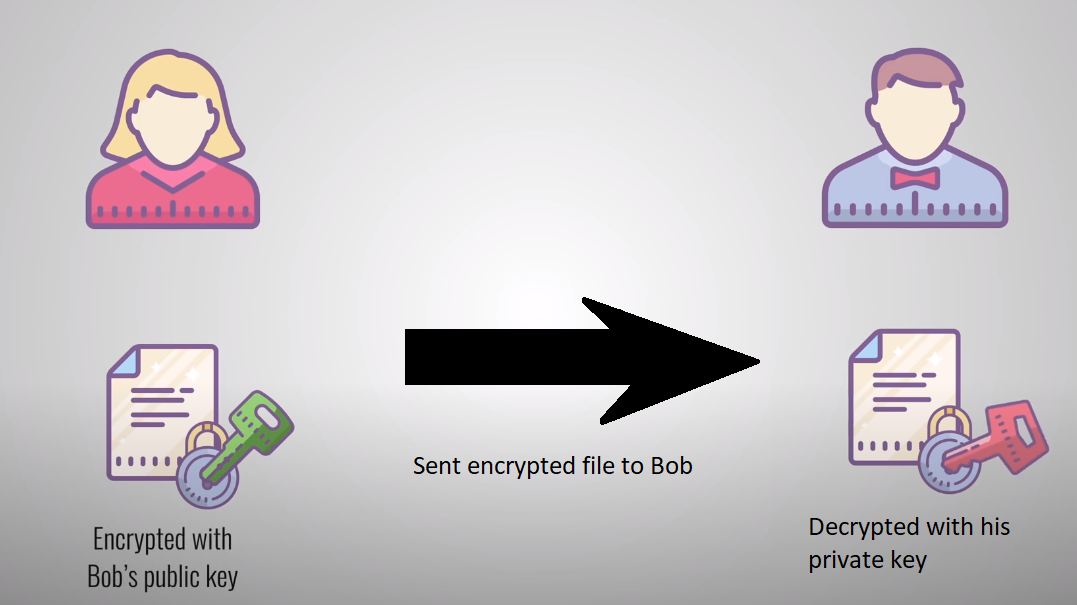 Encrypted with
Bob's public key
Sent encrypted file to Bob
Decrypted with his
private key